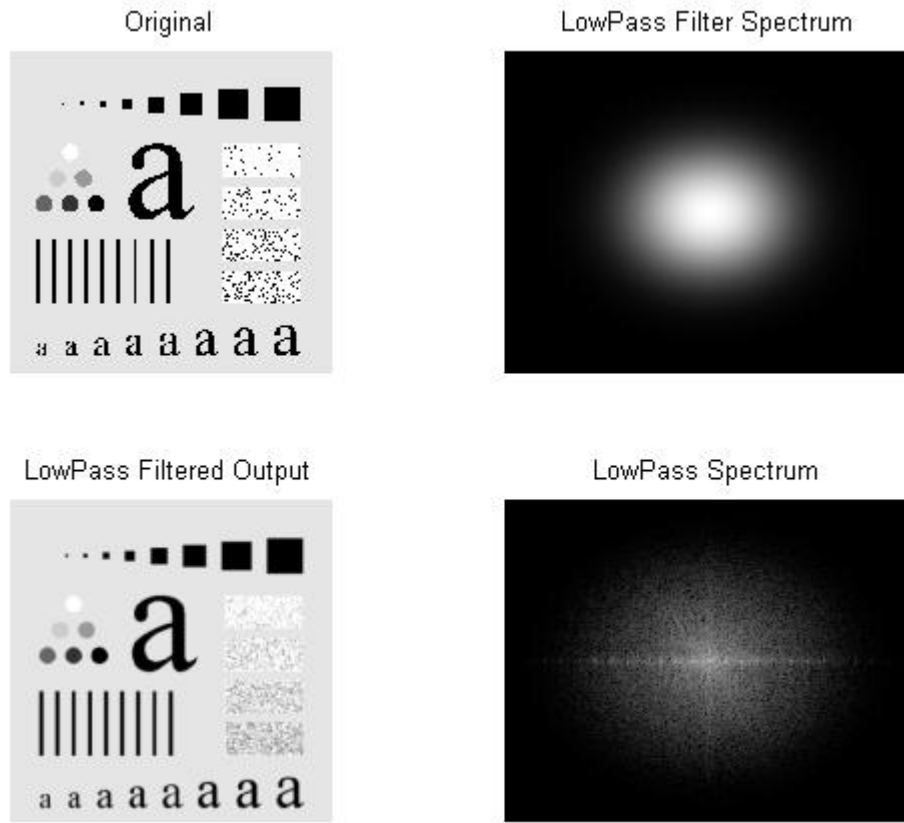 Original
LowPass Filter Spectrum
a
a a a a a a a a
LowPass Filtered Output
LowPass Spectrum
a
a a a a a a a a